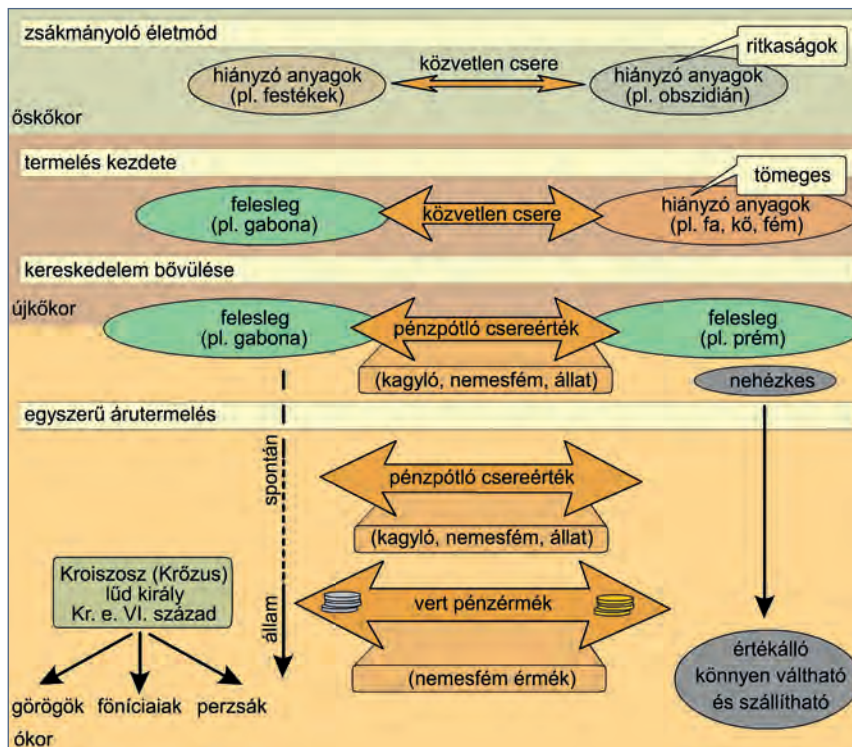 zsákmányoló életmód
ritkaságok
hiányzó anyagok
(pl. festékek)
közvetlen csere
hiányzó anyagok
(pl. obszidián)
őskőkor
termelés kezdete
tömeges
felesleg
(pl. gabona)
közvetlen csere
hiányzó anyagok
(pl. fa, kő, fém)
kereskedelem bővülése
újkőkor
felesleg
(pl. gabona)
pénzpótló csereérték
felesleg
(pl. prém)
(kagyló, nemesfém, állat)
nehézkes
egyszerű árutermelés
spontán
pénzpótló csereérték
(kagyló, nemesfém, állat)
Kroiszosz (Krőzus)
lűd király
Kr. e. VI. század
állam
vert pénzérmék
(nemesfém érmék)
értékálló
könnyen váltható
és szállítható
görögök
föníciaiak
perzsák
ókor